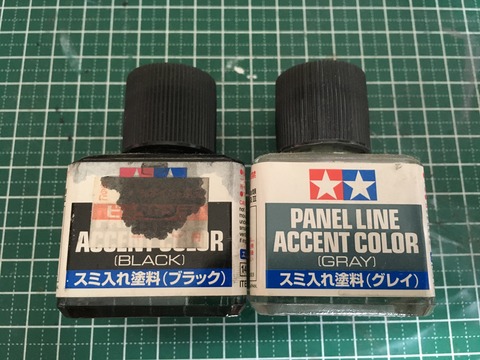 ACCENT COLOR
(BLACK)
スミ入れ塗料(ブラック)
PANEL LINE
ACCENT COLOR
(GRAY)
スミ入れ塗料(グレイ)